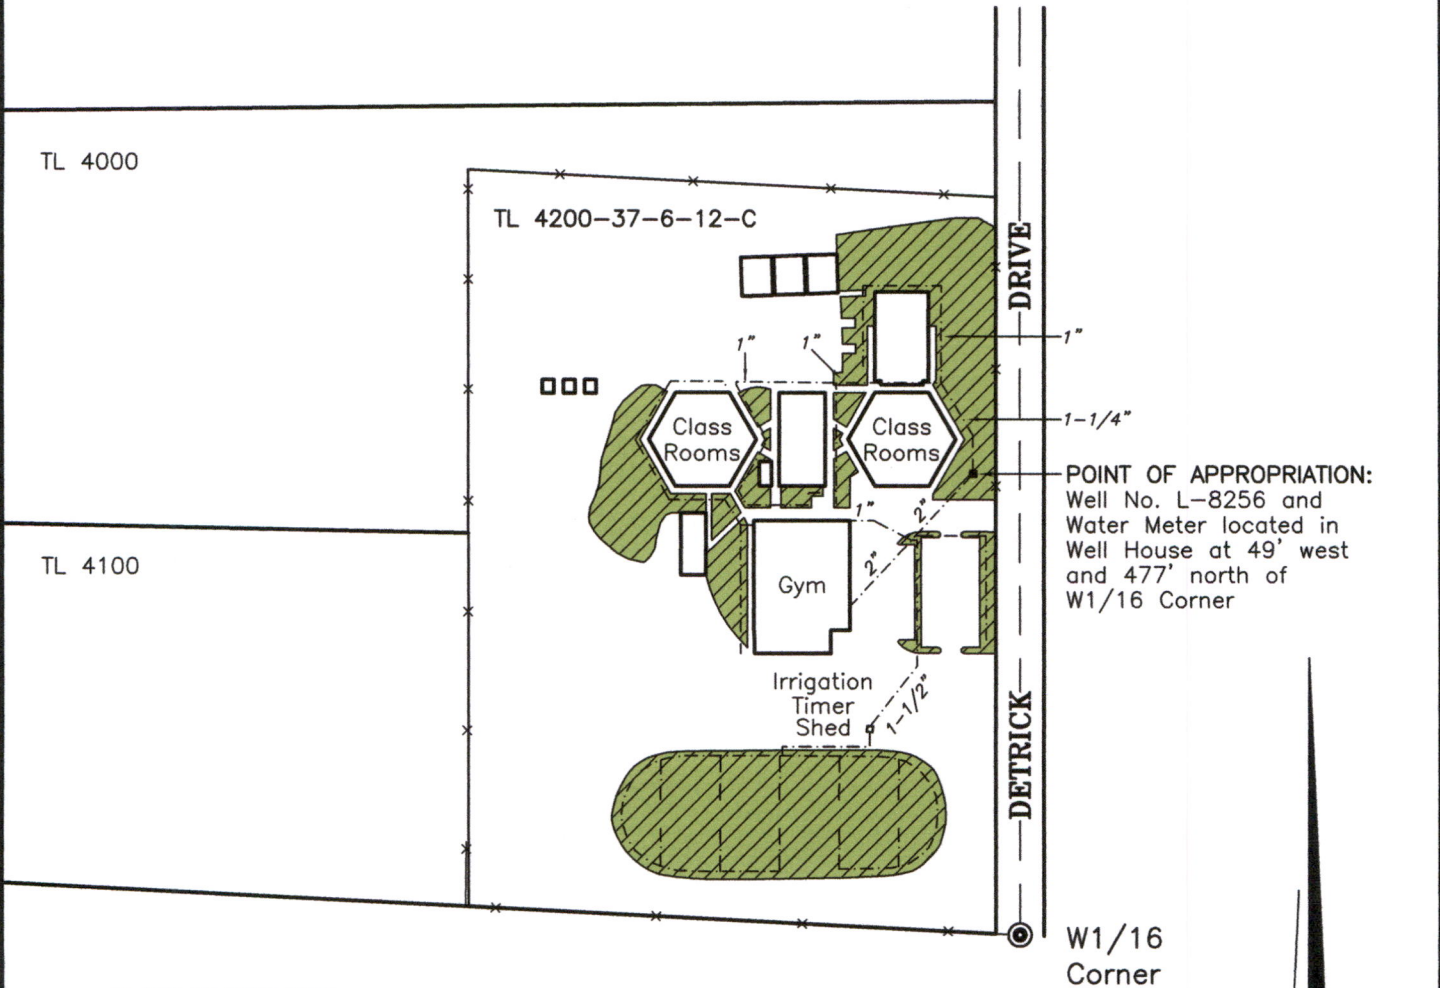 TL 4000
TL 4200-37-6-12-C
DRIVE
1"
1"
1"
1-1/4"
Class
Rooms
Class
Rooms
POINT OF APPROPRIATION:
Well No. L-8256 and
Water Meter located in
Well House at 49' west
and 477' north of
W1/16 Corner
1"
2"
2"
TL 4100
Gym
Irrigation
Timer
Shed
1-1/2"
DETRICK
W1/16
Corner